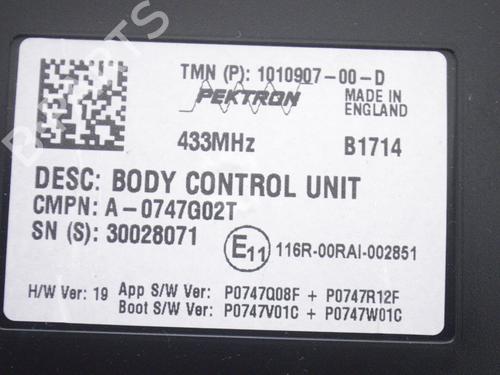 TMN (P): 1010907-00-D
PEKTRON
MADE IN
ENGLAND
433MHz B1714
DESC: BODY CONTROL UNIT
CMPN: A-0747G02T
SN (S): 30028071
E11 116R-00RAI-002851
H/W Ver: 19 App S/W Ver: P0747Q08F + P0747R12F
Boot S/W Ver: P0747V01C + P0747W01C